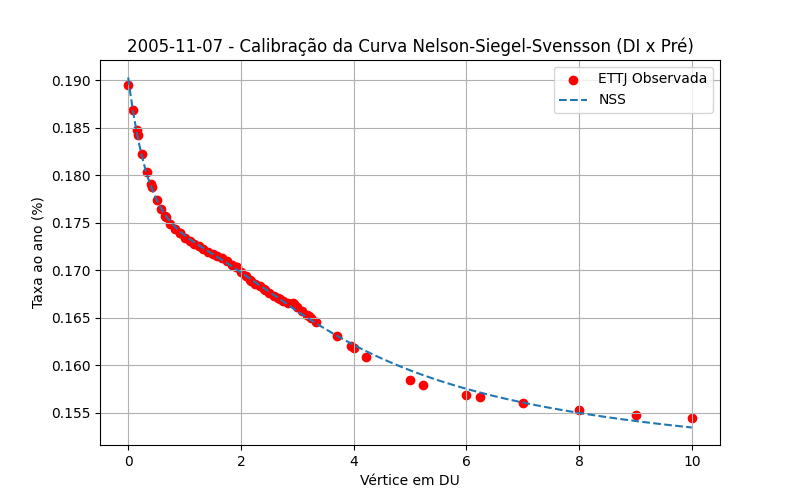 2005-11-07 - Calibração da Curva Nelson-Siegel-Svensson (DI x Pré)
ETTJ Observada
NSS
Taxa ao ano (%)
0.190
0.185
0.180
0.175
0.170
0.165
0.160
0.155
0 2 4 6 8 10
Vértice em DU